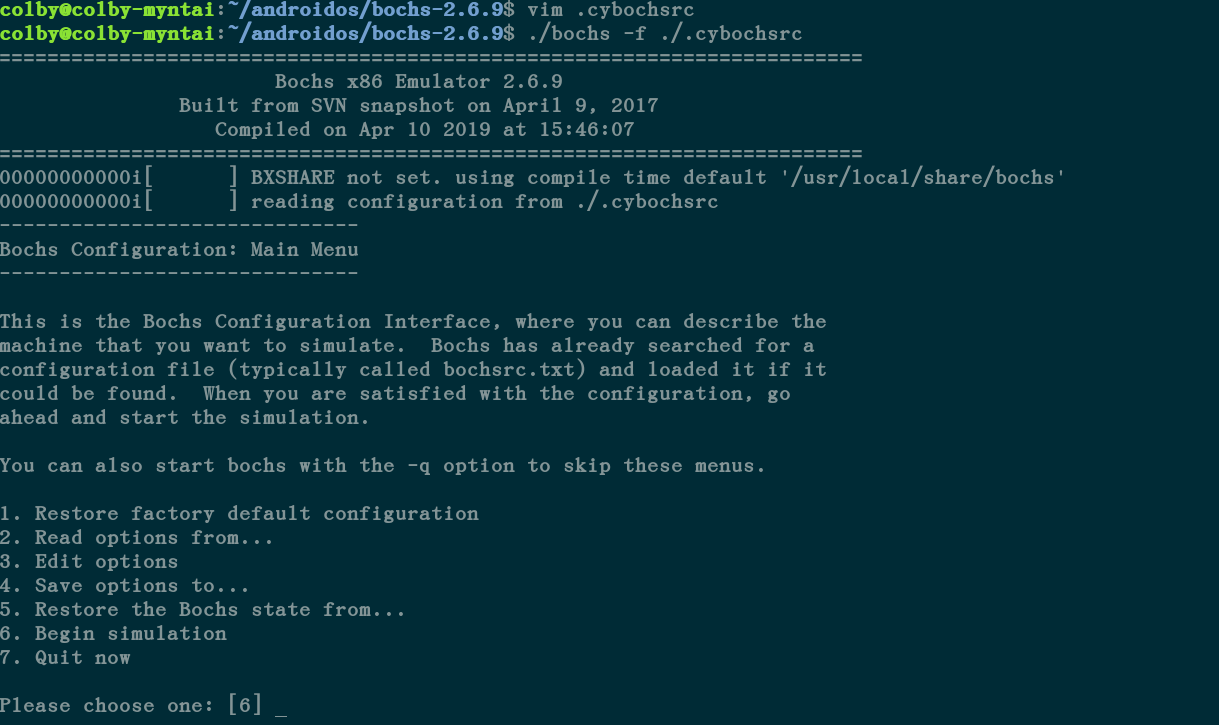 colby@colby-myntai:~/androidos/bochs-2.6.9$ vim .cybochsrc
colby@colby-myntai:~/androidos/bochs-2.6.9$ ./bochs -f ./.cybochsrc
========================================================================
                       Bochs x86 Emulator 2.6.9
               Built from SVN snapshot on April 9, 2017
                  Compiled on Apr 10 2019 at 15:46:07
========================================================================
00000000000i[      ] BXSHARE not set. using compile time default '/usr/local/share/bochs'
00000000000i[      ] reading configuration from ./.cybochsrc
------------------------------
Bochs Configuration: Main Menu
------------------------------

This is the Bochs Configuration Interface, where you can describe the
machine that you want to simulate.  Bochs has already searched for a
configuration file (typically called bochsrc.txt) and loaded it if it
could be found.  When you are satisfied with the configuration, go
ahead and start the simulation.

You can also start bochs with the -q option to skip these menus.

1. Restore factory default configuration
2. Read options from...
3. Edit options
4. Save options to...
5. Restore the Bochs state from...
6. Begin simulation
7. Quit now

Please choose one: [6] _